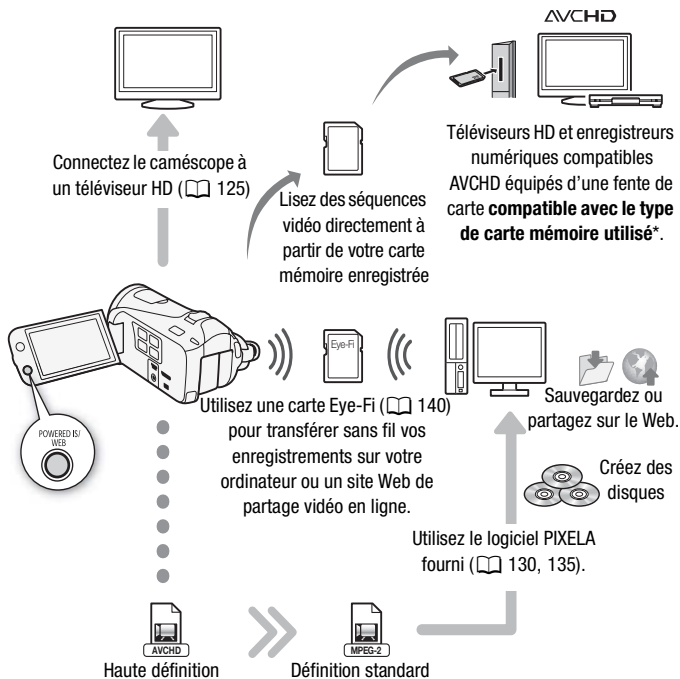 AVCHD
Connectez le caméscope à
un téléviseur HD ( 125)
Lisez des séquences
vidéo directement à
partir de votre carte
mémoire enregistrée
Téléviseurs HD et enregistreurs
numériques compatibles
AVCHD équipés d'une fente de
carte compatible avec le type
de carte mémoire utilisé*.
POWERED IS/
WEB
Eye-Fi
Utilisez une carte Eye-Fi ( 140)
pour transférer sans fil vos
enregistrements sur votre
ordinateur ou un site Web de
partage vidéo en ligne.
Sauvegardez ou
partagez sur le Web.
Créez des
disques
Utilisez le logiciel PIXELA
fourni ( 130, 135).
AVCHD
Haute définition
MPEG-2
Définition standard